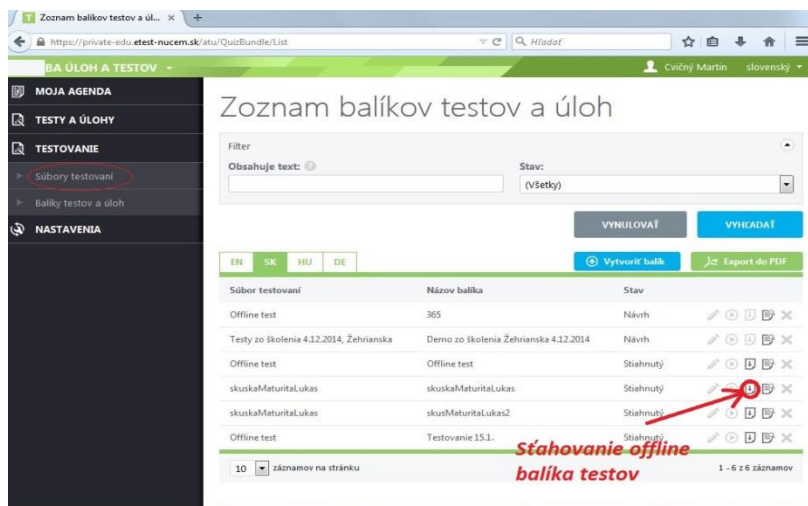 Zoznam balíkov testov a úl...
https://private-edu.etest-nucem.sk/atu/QuizBundle/List
Hľadať
BA ÚLOH A TESTOV
Cvičný Martin
slovenský
MOJA AGENDA
TESTY A ÚLOHY
TESTOVANIE
Súbory testovaní
Balíky testov a úloh
NASTAVENIA
Zoznam balíkov testov a úloh
Filter
Obsahuje text:
Stav:
(Všetky)
VYNULOVAŤ
VYHĽADAŤ
EN SK HU DE
Vytvoriť balík
Export do PDF
Súbor testovaní Názov balíka Stav
Offline test 365 Návrh
Testy zo školenia 4.12.2014, Žehrianska Demo zo školenia Žehrianska 4.12.2014 Návrh
Offline test Offline test Stiahnutý
skuskaMaturitaLukas skuskaMaturitaLukas Stiahnutý
skuskaMaturitaLukas skusMaturitaLukas2 Stiahnutý
Offline test Testovanie 15.1. Stiahnutý
Sťahovanie offline
balíka testov
10 záznamov na stránku
1 - 6 z 6 záznamov